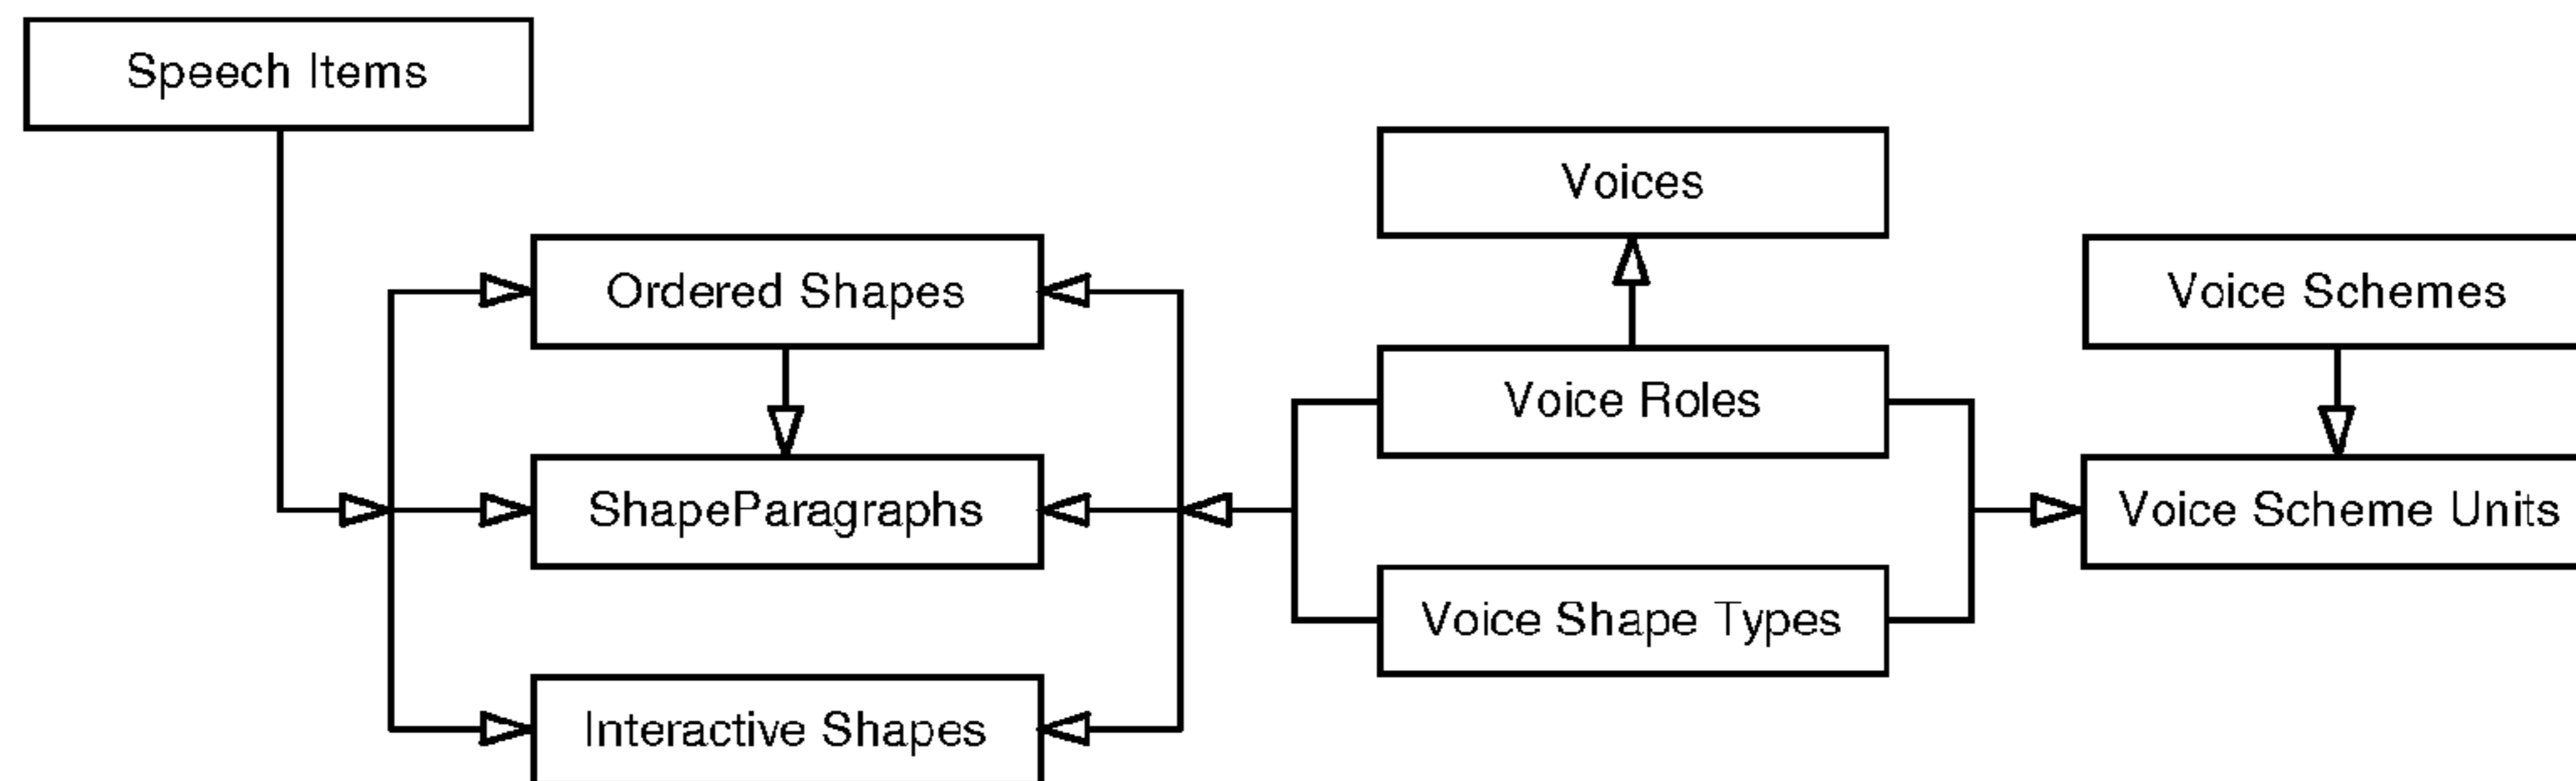 Speech Items
Voices
Ordered Shapes
Voice Schemes
Voice Roles
ShapeParagraphs
Voice Scheme Units
Voice Shape Types
Interactive Shapes